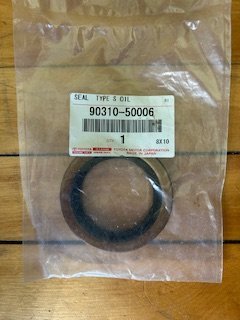 SEAL TYPE S OIL
90310-50006
1
8X10
TOYOTA MOTOR CORPORATION
MADE IN JAPAN